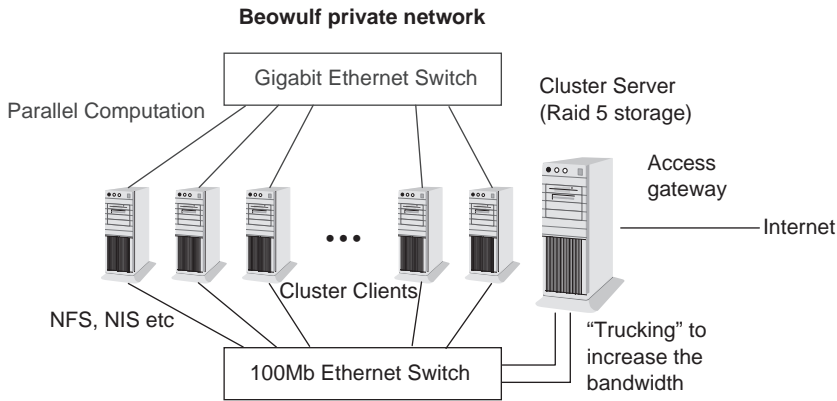 Beowulf private network
Gigabit Ethernet Switch
Parallel Computation
Cluster Server
(Raid 5 storage)
Access
gateway
Internet
Cluster Clients
NFS, NIS etc
“Trucking” to
increase the
bandwidth
100Mb Ethernet Switch